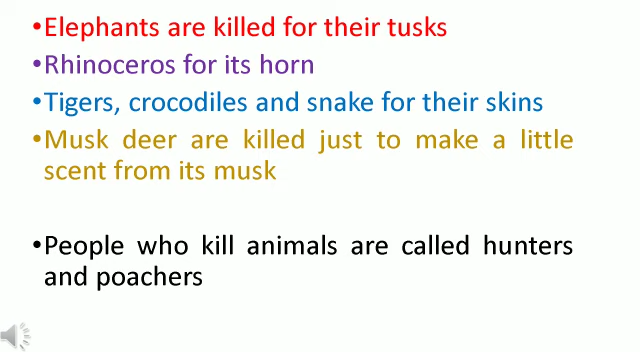 •Elephants are killed for their tusks
•Rhinoceros for its horn
•Tigers, crocodiles and snake for their skins
•Musk deer are killed just to make a little
scent from its musk
•People who kill animals are called hunters
and poachers